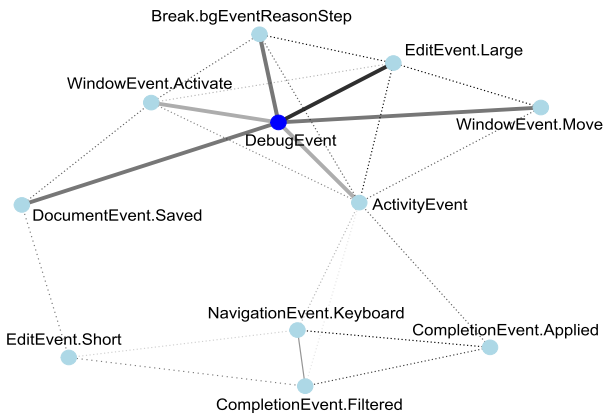 Break.bgEventReasonStep
EditEvent.Large
WindowEvent.Activate
WindowEvent.Move
DebugEvent
ActivityEvent
DocumentEvent.Saved
NavigationEvent.Keyboard
CompletionEvent.Applied
EditEvent.Short
CompletionEvent.Filtered